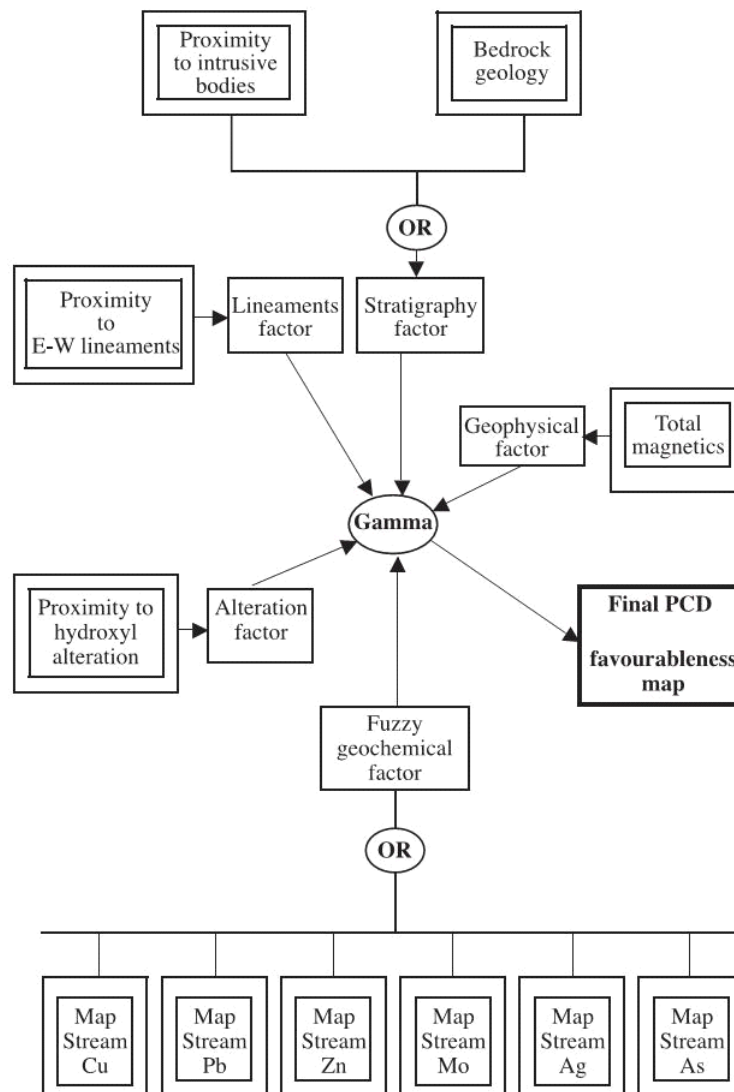 Proximity
to intrusive
bodies
Bedrock
geology
OR
Proximity
to
E-W lineaments
Lineaments
factor
Stratigraphy
factor
Geophysical
factor
Total
magnetics
Gamma
Proximity to
hydroxyl
alteration
Alteration
factor
Final PCD
favourableness
map
Fuzzy
geochemical
factor
OR
Map
Stream
Cu
Map
Stream
Pb
Map
Stream
Zn
Map
Stream
Mo
Map
Stream
Ag
Map
Stream
As